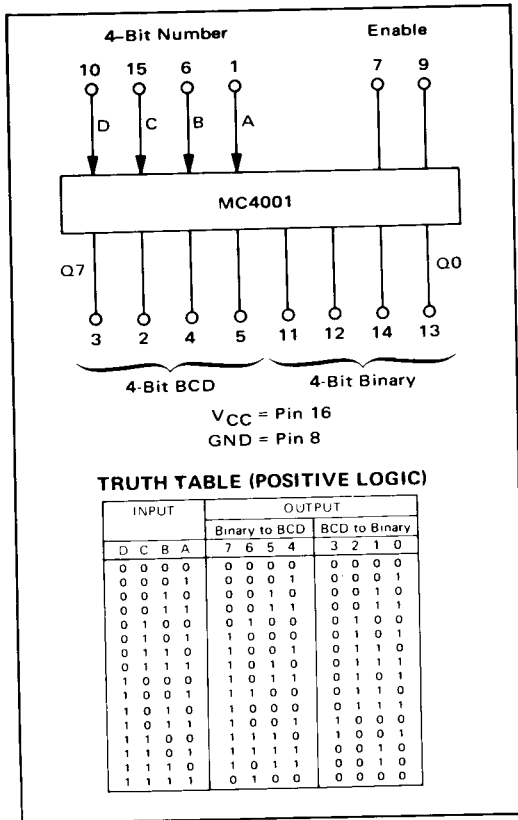 4-Bit Number Enable
10 15 6 1 7 9
D C B A
MC4001
Q7 Q0
3 2 4 5 11 12 14 13
4-Bit BCD 4-Bit Binary
VCC = Pin 16
GND = Pin 8
TRUTH TABLE (POSITIVE LOGIC)
INPUT OUTPUT
Binary to BCD BCD to Binary
D C B A 7 6 5 4 3 2 1 0
0 0 0 0 0 0 0 0 0 0 0 0
0 0 0 1 0 0 0 1 0 0 0 1
0 0 1 0 0 0 1 0 0 0 1 0
0 0 1 1 0 0 1 1 0 0 1 1
0 1 0 0 0 1 0 0 0 1 0 0
0 1 0 1 1 0 0 0 0 1 0 1
0 1 1 0 1 0 0 1 0 1 1 0
0 1 1 1 1 0 1 0 0 1 1 1
1 0 0 0 1 0 1 1 0 1 0 1
1 0 0 1 1 1 0 0 0 1 1 0
1 0 1 0 1 0 0 0 0 1 1 1
1 0 1 1 1 0 0 1 1 0 0 0
1 1 0 0 1 1 1 0 1 0 0 1
1 1 0 1 1 1 1 1 0 0 1 0
1 1 1 0 1 0 1 1 0 0 1 0
1 1 1 1 0 1 0 0 0 0 0 0